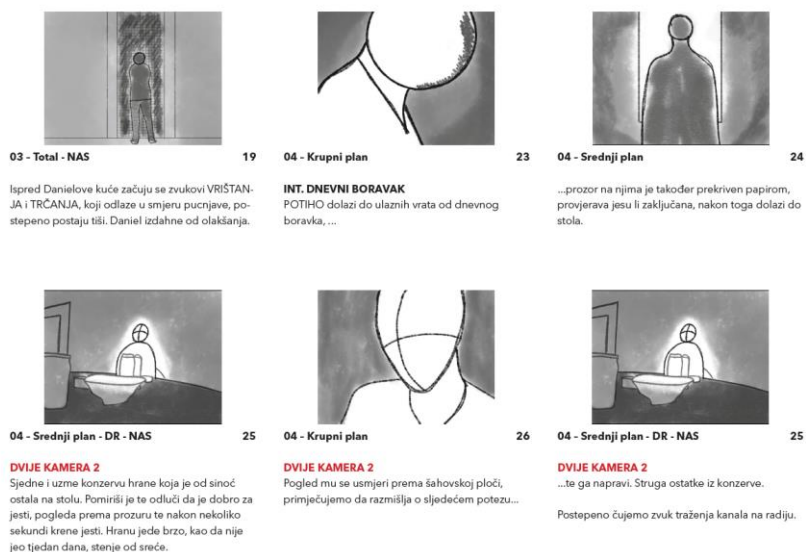 03 - Total - NAS 19
Ispred Danielove kuće začuju se zvukovi VRIŠTAN-
JA i TRČANJA, koji odlaze u smjeru pucnjave, po-
stepeno postaju tiši. Daniel izdahne od olakšanja.
04 - Krupni plan 23
INT. DNEVNI BORAVAK
POTIHO dolazi do ulaznih vrata od dnevnog
boravka, ...
04 - Srednji plan 24
...prozor na njima je također prekriven papirom,
provjerava jesu li zaključana, nakon toga dolazi do
stola.
04 - Srednji plan - DR - NAS 25
DVIJE KAMERA 2
Sjedne i uzme konzervu hrane koja je od sinoć
ostala na stolu. Pomiriši je te odluči da je dobro za
jesti, pogleda prema prozuru te nakon nekoliko
sekundi krene jesti. Hranu jede brzo, kao da nije
jeo tjedan dana, stenje od sreće.
04 - Krupni plan 26
DVIJE KAMERA 2
Pogled mu se usmjeri prema šahovskoj ploči,
primjećujemo da razmišlja o sljedećem potezu...
04 - Srednji plan - DR - NAS 25
DVIJE KAMERA 2
...te ga napravi. Struga ostatke iz konzerve.
Postepeno čujemo zvuk traženja kanala na radiju.